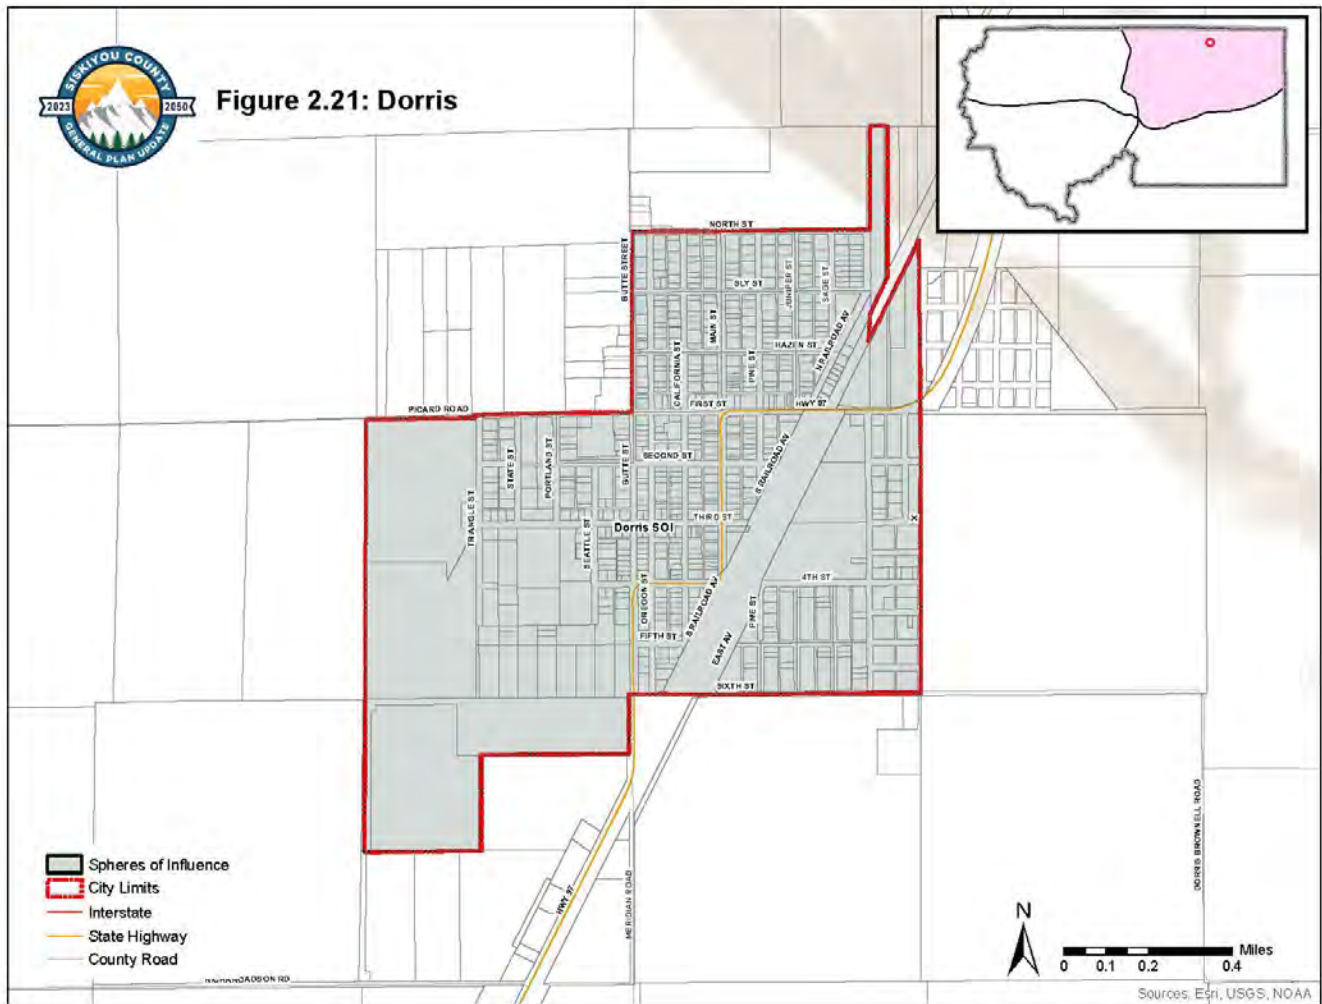 SISKIYOU COUNTY
2023 2050
GENERAL PLAN UPDATE
Figure 2.21: Dorris
NORTH ST
BUTTE STREET
SLY ST
JUNIPER ST
SAGE ST
MAIN ST
HAZEN ST
N RAILROAD AV
CALIFORNIA ST
PINE ST
PICARD ROAD
FIRST ST
HWY 97
STATE ST
PORTLAND ST
BUTTE ST
SECOND ST
S RAILROAD AV
TRIANGLE ST
SEATTLE ST
Dorris SOI
THIRD ST
X
4TH ST
OREGON ST
S RAILROAD AV
PINE ST
FIFTH ST
EAST AV
SIXTH ST
DORRIS BROWNELL ROAD
HWY 97
MERIDIAN ROAD
Spheres of Influence
City Limits
Interstate
State Highway
County Road
N
Miles
0 0.1 0.2 0.4
Sources, Esri, USGS, NOAA